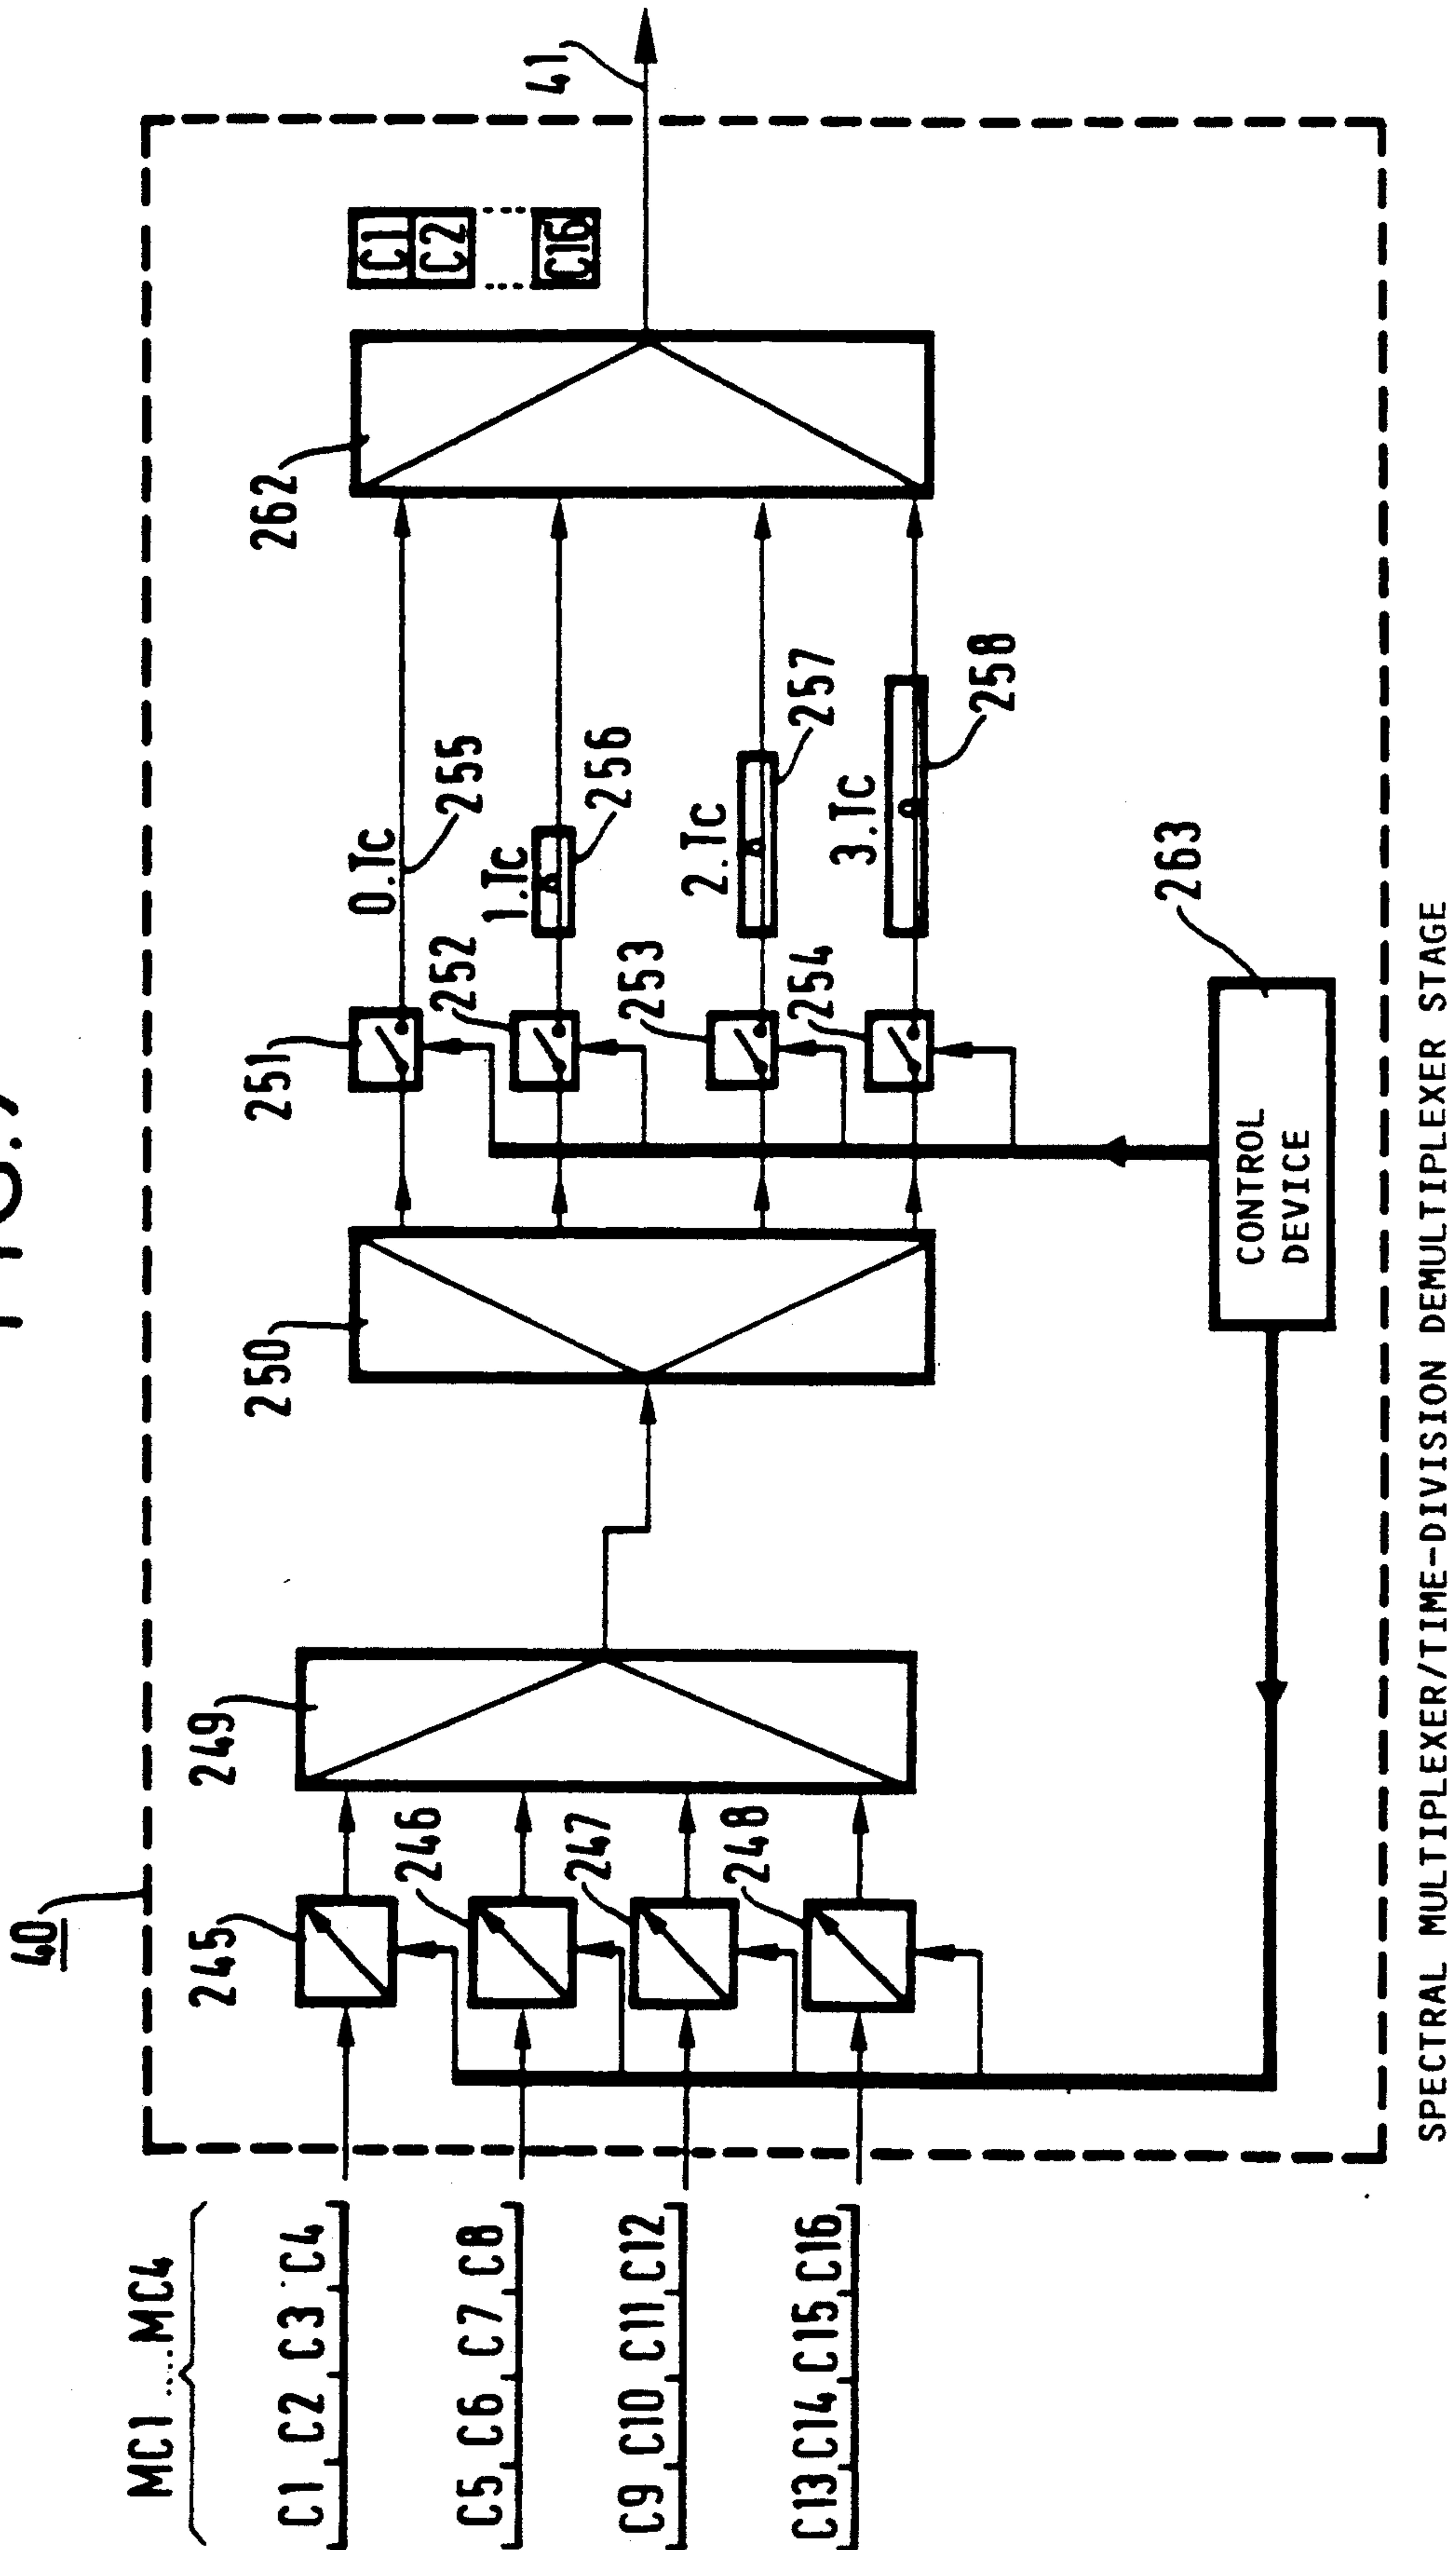 40
MC1.....MC4
C1 C2 C3 C4
C5 C6 C7 C8
C9 C10 C11 C12
C13 C14 C15 C16
245
246
247
248
249
250
251
252
253
254
0.Tc
255
1.Tc
256
2.Tc
257
3.Tc
258
262
C1
C2
C16
41
CONTROL
DEVICE
263
SPECTRAL MULTIPLEXER/TIME-DIVISION DEMULTIPLEXER STAGE